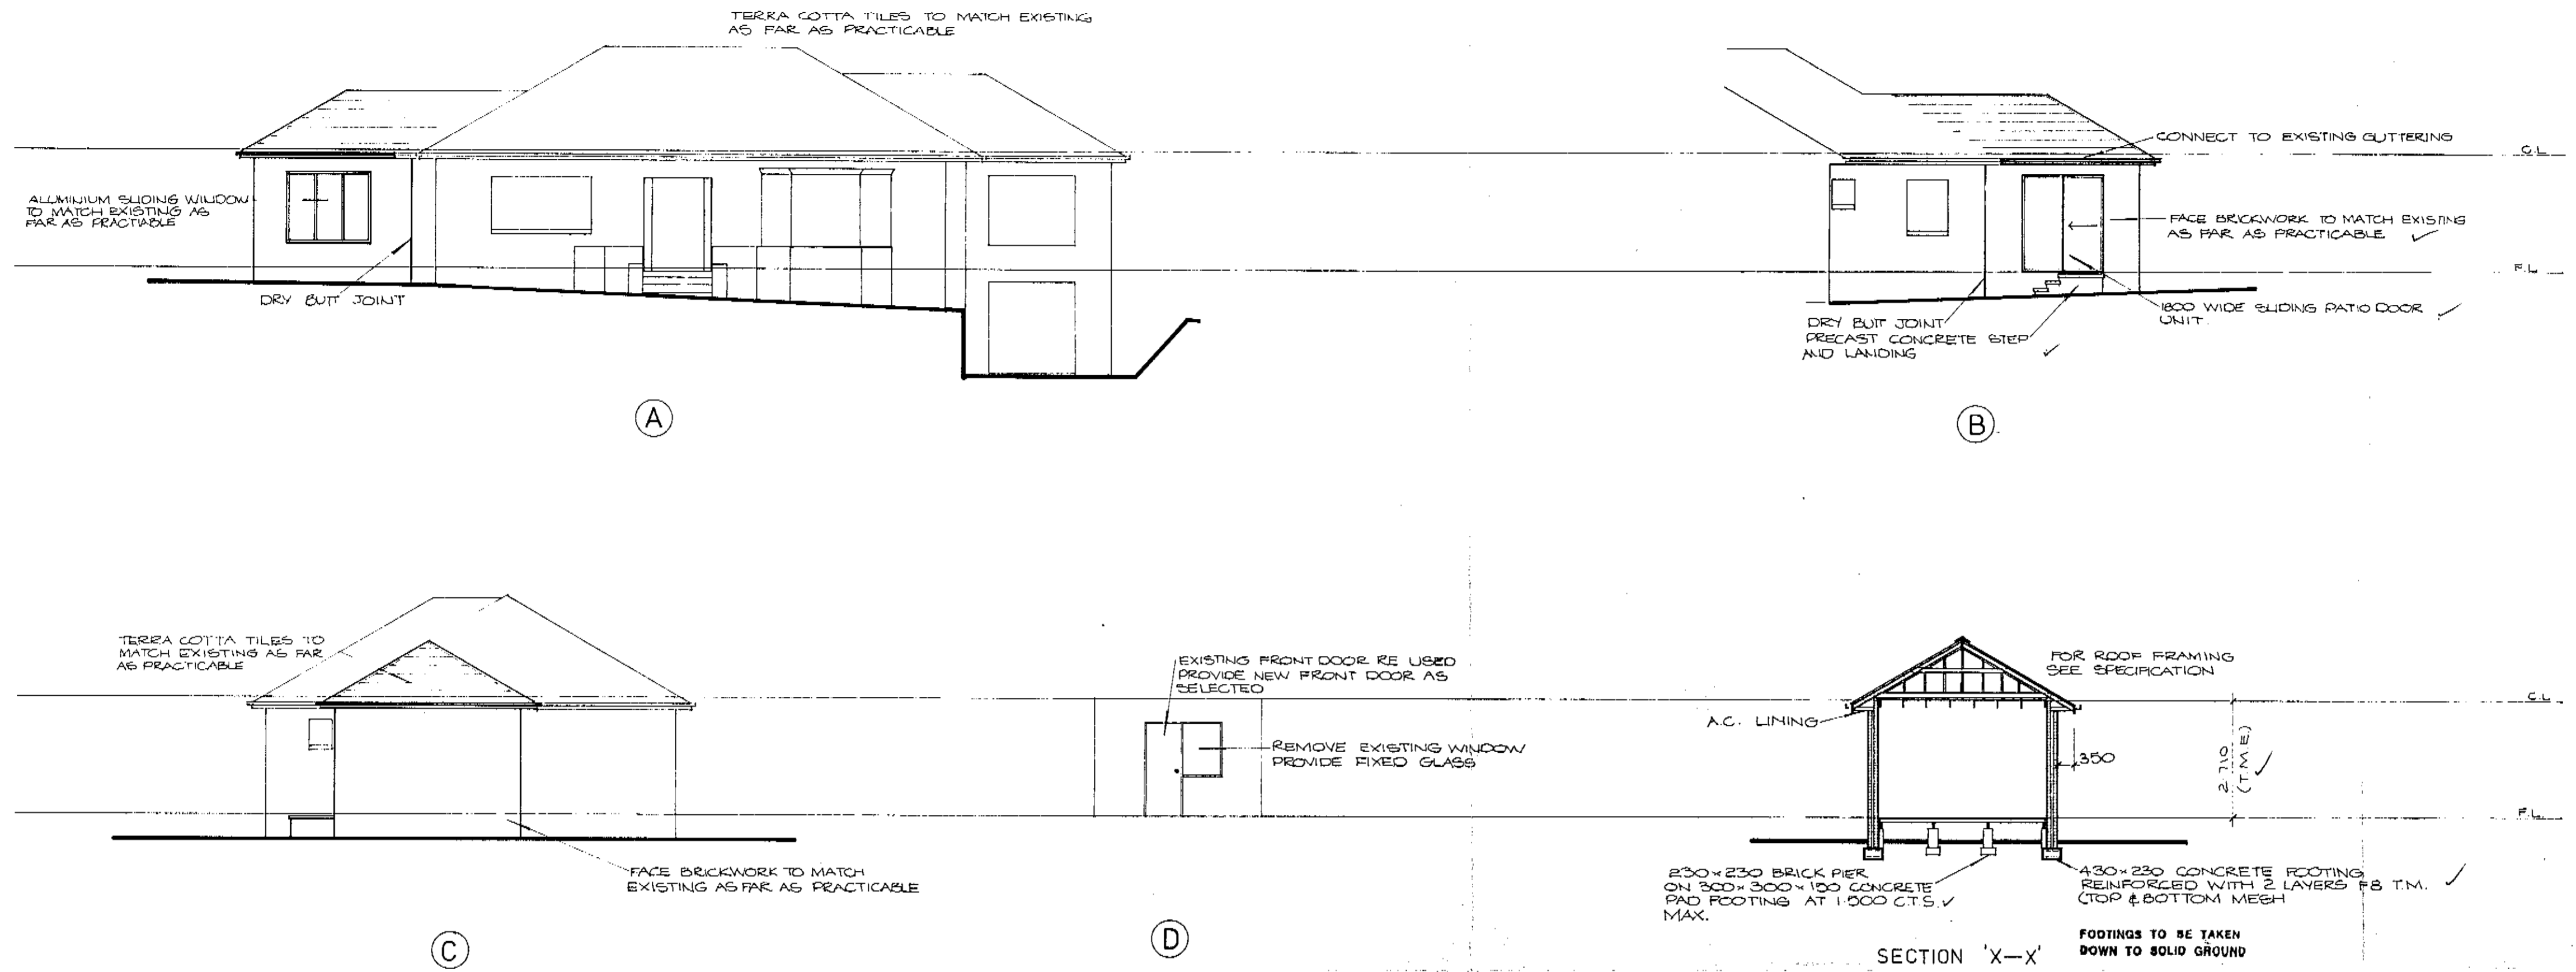 TERRA COTTA TILES TO MATCH EXISTING
AS FAR AS PRACTICABLE
ALUMINIUM SLIDING WINDOW
TO MATCH EXISTING AS
FAR AS PRACTIABLE
DRY BUTT JOINT
A
CONNECT TO EXISTING GUTTERING
C.L
FACE BRICKWORK TO MATCH EXISTING
AS FAR AS PRACTICABLE
F.L
1800 WIDE SLIDING PATIO DOOR
UNIT.
DRY BUTT JOINT
PRECAST CONCRETE STEP
AND LANDING
B
TERRA COTTA TILES TO
MATCH EXISTING AS FAR
AS PRACTICABLE
FACE BRICKWORK TO MATCH
EXISTING AS FAR AS PRACTICABLE
C
EXISTING FRONT DOOR RE USED
PROVIDE NEW FRONT DOOR AS
SELECTED
REMOVE EXISTING WINDOW
PROVIDE FIXED GLASS
D
FOR ROOF FRAMING
SEE SPECIFICATION
C.L
A.C. LINING
350
2.710
(T.M.E.)
F.L.
230 x 230 BRICK PIER
ON 300 x 300 x 150 CONCRETE
PAD FOOTING AT 1.500 CTS.
MAX.
430 x 230 CONCRETE FOOTING
REINFORCED WITH 2 LAYERS F8 T.M.
(TOP & BOTTOM MESH
SECTION 'X-X'
FOOTINGS TO BE TAKEN
DOWN TO SOLID GROUND